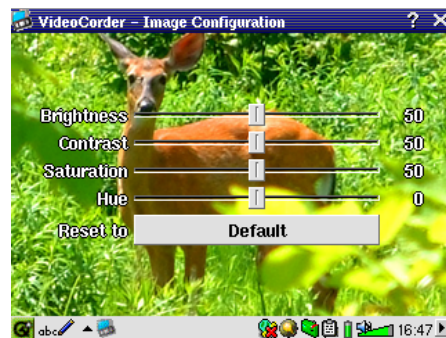 VideoCorder – Image Configuration ? X
Brightness 50
Contrast 50
Saturation 50
Hue 0
Reset to Default
abc 16:47